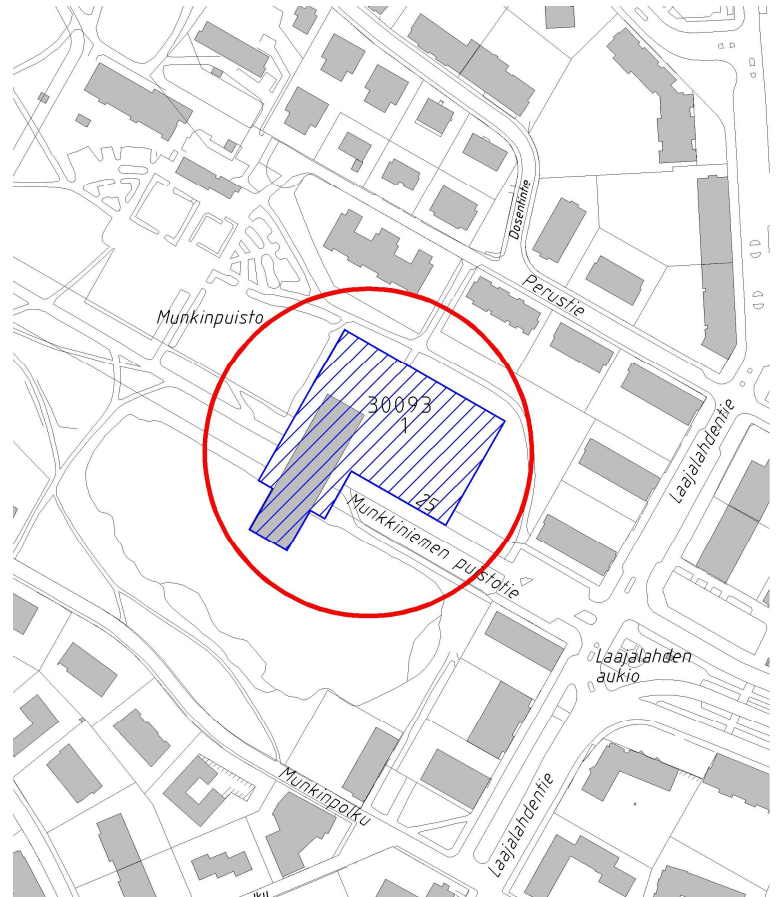 Dosentintie
Perustie
Munkinpuisto
30093
1
25
Munkkiniemen puistotie
Laajalahdentie
Laajalahden
aukio
Munkinpolku
Laajalahdentie